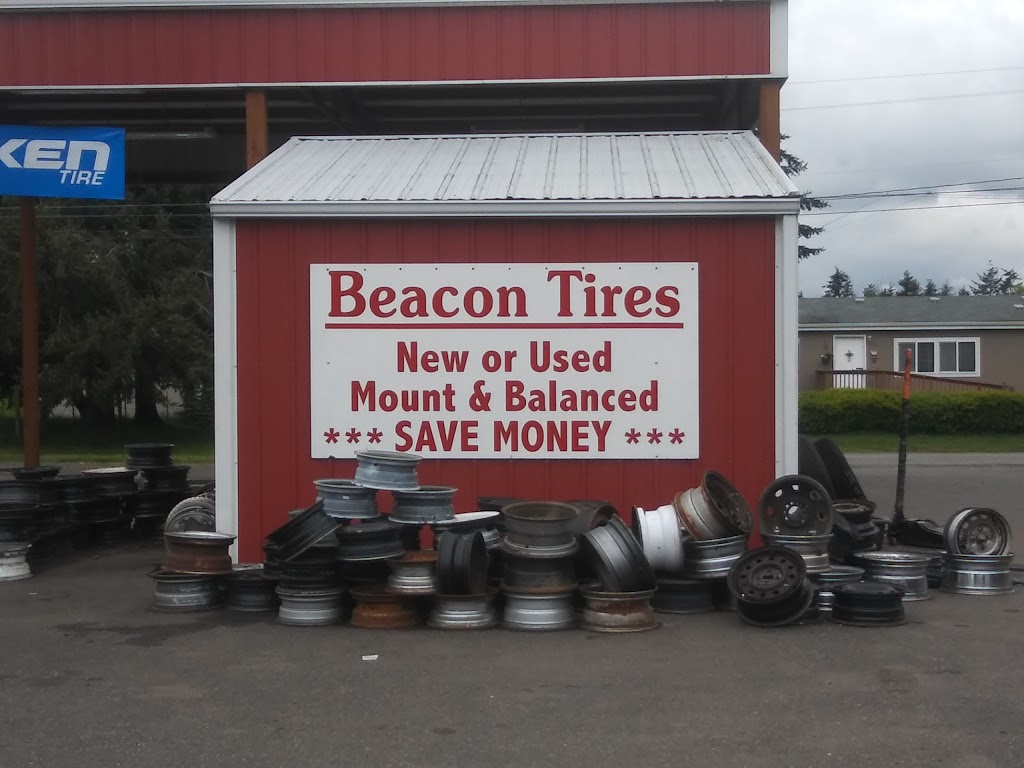 KEN
TIRE
Beacon Tires
New or Used
Mount & Balanced
*** SAVE MONEY ***